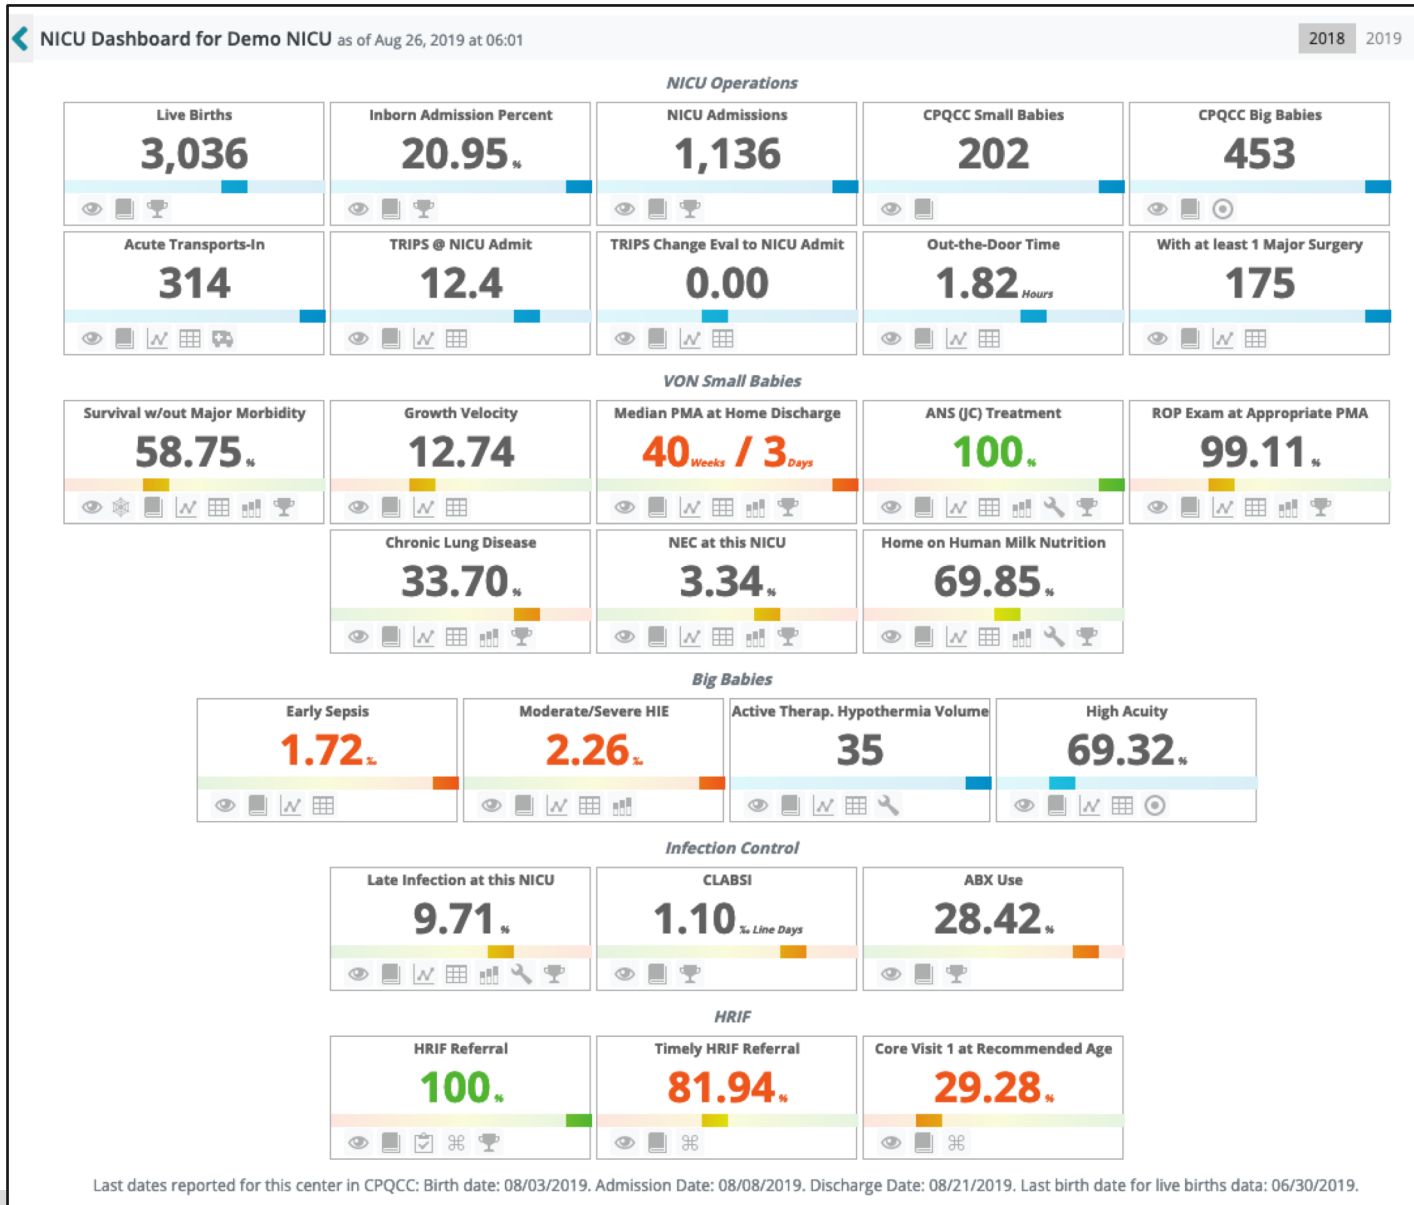 NICU Dashboard for Demo NICU as of Aug 26, 2019 at 06:01 2018 2019
NICU Operations
Live Births Inborn Admission Percent NICU Admissions CPQCC Small Babies CPQCC Big Babies
3,036 20.95 % 1,136 202 453
Acute Transports-In TRIPS @ NICU Admit TRIPS Change Eval to NICU Admit Out-the-Door Time With at least 1 Major Surgery
314 12.4 0.00 1.82 Hours 175
VON Small Babies
Survival w/out Major Morbidity Growth Velocity Median PMA at Home Discharge ANS (JC) Treatment ROP Exam at Appropriate PMA
58.75 % 12.74 40 Weeks / 3 Days 100 % 99.11 %
Chronic Lung Disease NEC at this NICU Home on Human Milk Nutrition
33.70 % 3.34 % 69.85 %
Big Babies
Early Sepsis Moderate/Severe HIE Active Therap. Hypothermia Volume High Acuity
1.72 ‰ 2.26 ‰ 35 69.32 %
Infection Control
Late Infection at this NICU CLABSI ABX Use
9.71 % 1.10 ‰ Line Days 28.42 %
HRIF
HRIF Referral Timely HRIF Referral Core Visit 1 at Recommended Age
100 % 81.94 % 29.28 %
Last dates reported for this center in CPQCC: Birth date: 08/03/2019. Admission Date: 08/08/2019. Discharge Date: 08/21/2019. Last birth date for live births data: 06/30/2019.